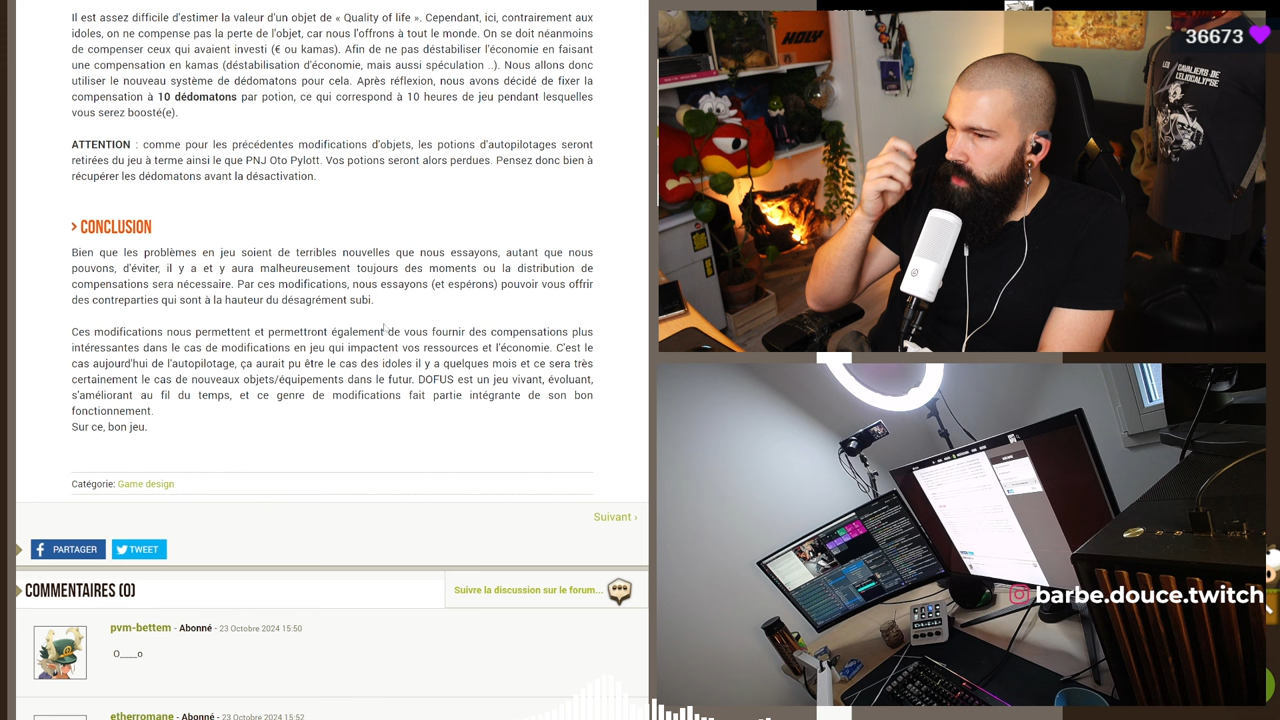 Il est assez difficile d'estimer la valeur d'un objet de « Quality of life ». Cependant, ici, contrairement aux
idoles, on ne compense pas la perte de l'objet, car nous l'offrons à tout le monde. On se doit néanmoins
de compenser ceux qui avaient investi (€ ou kamas). Afin de ne pas déstabiliser l'économie en faisant
une compensation en kamas (déstabilisation d'économie, mais aussi spéculation ..). Nous allons donc
utiliser le nouveau système de dédomatons pour cela. Après réflexion, nous avons décidé de fixer la
compensation à 10 dédomatons par potion, ce qui correspond à 10 heures de jeu pendant lesquelles
vous serez boosté(e).
ATTENTION : comme pour les précédentes modifications d'objets, les potions d'autopilotages seront
retirées du jeu à terme ainsi le que PNJ Oto Pylott. Vos potions seront alors perdues. Pensez donc bien à
récupérer les dédomatons avant la désactivation.
> CONCLUSION
Bien que les problèmes en jeu soient de terribles nouvelles que nous essayons, autant que nous
pouvons, d'éviter, il y a et y aura malheureusement toujours des moments ou la distribution de
compensations sera nécessaire. Par ces modifications, nous essayons (et espérons) pouvoir vous offrir
des contreparties qui sont à la hauteur du désagrément subi.
Ces modifications nous permettent et permettront également de vous fournir des compensations plus
intéressantes dans le cas de modifications en jeu qui impactent vos ressources et l'économie. C'est le
cas aujourd'hui de l'autopilotage, ça aurait pu être le cas des idoles il y a quelques mois et ce sera très
certainement le cas de nouveaux objets/équipements dans le futur. DOFUS est un jeu vivant, évoluant,
s'améliorant au fil du temps, et ce genre de modifications fait partie intégrante de son bon
fonctionnement.
Sur ce, bon jeu.
Catégorie: Game design
Suivant ›
PARTAGER
TWEET
COMMENTAIRES (0)
Suivre la discussion sur le forum...
pvm-bettem - Abonné - 23 Octobre 2024 15:50
O____o
etherromane - Abonné - 23 Octobre 2024 15:52
36673
HOLY
LES CAVALIERS DE
L'ELIOCALYPSE
barbe.douce.twitch